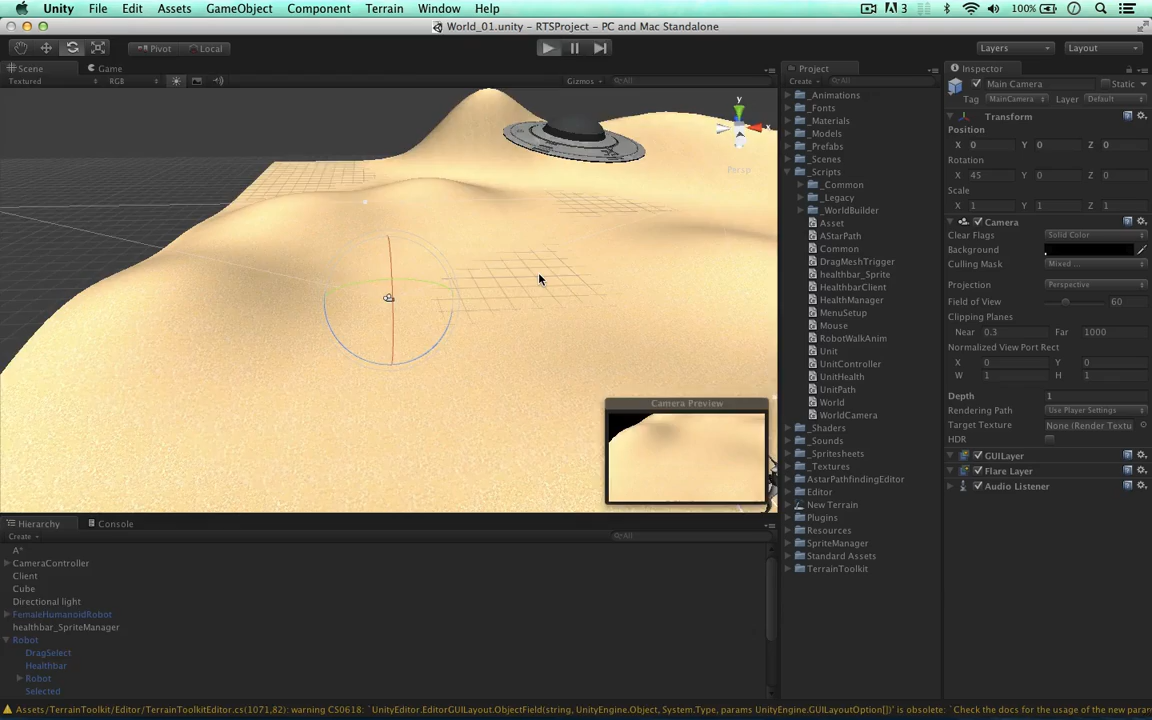 Unity File Edit Assets GameObject Component Terrain Window Help 3 100%
World_01.unity – RTSProject – PC and Mac Standalone
Pivot Local Layers Layout
Scene Game Project Inspector
Textured RGB Gizmos All Create All
Main Camera Static
Tag MainCamera Layer Default
Transform
Position
X 0 Y 0 Z 0
Rotation
X 45 Y 0 Z 0
Scale
X 1 Y 1 Z 1
Camera
Clear Flags Solid Color
Background
Culling Mask Mixed ...
Projection Perspective
Field of View 60
Clipping Planes
Near 0.3 Far 1000
Normalized View Port Rect
X 0 Y 0
W 1 H 1
Depth 1
Rendering Path Use Player Settings
Target Texture None (Render Textu
HDR
GUILayer
Flare Layer
Audio Listener
_Animations
_Fonts
_Materials
_Models
_Prefabs
_Scenes
_Scripts
_Common
_Legacy
_WorldBuilder
Asset
AStarPath
Common
DragMeshTrigger
healthbar_Sprite
HealthbarClient
HealthManager
MenuSetup
Mouse
RobotWalkAnim
Unit
UnitController
UnitHealth
UnitPath
World
WorldCamera
_Shaders
_Sounds
_Spritesheets
_Textures
AstarPathfindingEditor
Editor
New Terrain
Plugins
Resources
SpriteManager
Standard Assets
TerrainToolkit
y
x
Persp
Camera Preview
Hierarchy Console
Create All
A*
CameraController
Client
Cube
Directional light
FemaleHumanoidRobot
healthbar_SpriteManager
Robot
DragSelect
Healthbar
Robot
Selected
Assets/TerrainToolkit/Editor/TerrainToolkitEditor.cs(1071,82): warning CS0618: `UnityEditor.EditorGUILayout.ObjectField(string, UnityEngine.Object, System.Type, params UnityEngine.GUILayoutOption[])' is obsolete: `Check the docs for the usage of the new param